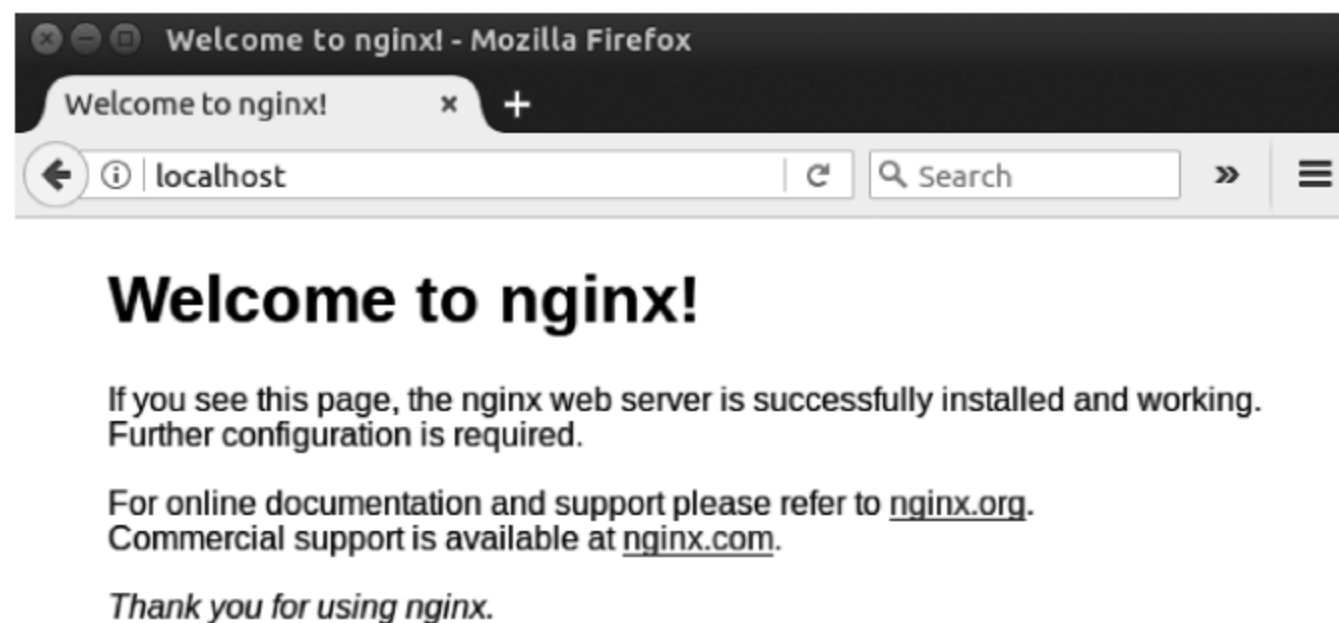 Welcome to nginx! - Mozilla Firefox
Welcome to nginx!
localhost
Search
Welcome to nginx!
If you see this page, the nginx web server is successfully installed and working.
Further configuration is required.
For online documentation and support please refer to nginx.org.
Commercial support is available at nginx.com.
Thank you for using nginx.